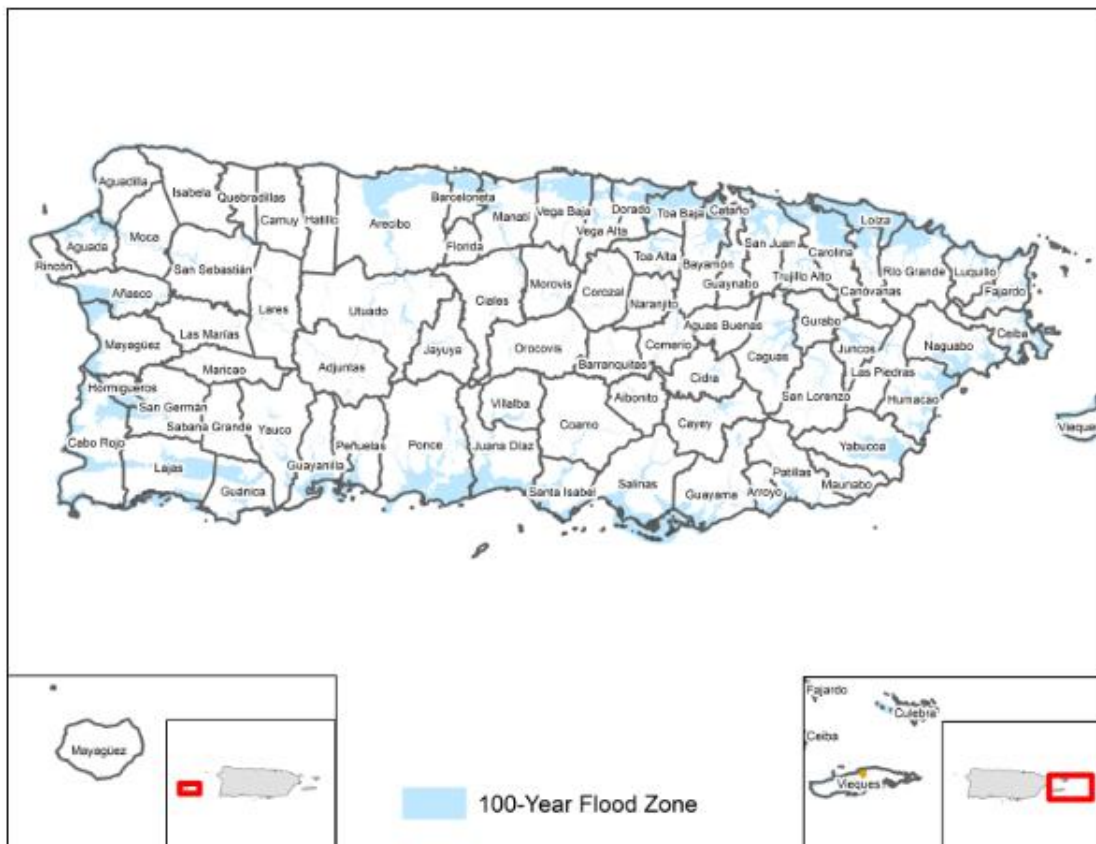 Aguadilla
Isabela
Quebradillas
Camuy
Hatillo
Arecibo
Barceloneta
Manatí
Vega Baja
Vega Alta
Dorado
Toa Baja
Cataño
Loíza
Aguada
Moca
Rincón
San Sebastián
Florida
Toa Alta
Bayamón
San Juan
Guaynabo
Carolina
Trujillo Alto
Canóvanas
Río Grande
Luquillo
Fajardo
Añasco
Lares
Utuado
Ciales
Morovis
Corozal
Naranjito
Aguas Buenas
Gurabo
Ceiba
Las Marías
Mayagüez
Maricao
Adjuntas
Jayuya
Orocovis
Barranquitas
Comerío
Cidra
Caguas
Juncos
Las Piedras
Naguabo
Hormigueros
San Germán
Sabana Grande
Yauco
Villalba
Aibonito
Cayey
San Lorenzo
Humacao
Vieques
Cabo Rojo
Lajas
Guánica
Guayanilla
Peñuelas
Ponce
Juana Díaz
Coamo
Santa Isabel
Salinas
Guayama
Arroyo
Patillas
Maunabo
Yabucoa
Mayagüez
100-Year Flood Zone
Fajardo
Culebra
Ceiba
Vieques